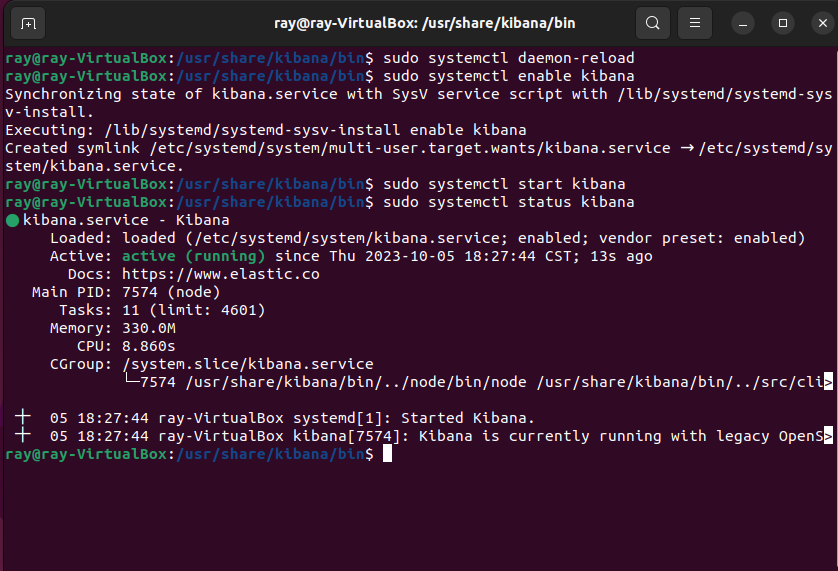 ray@ray-VirtualBox: /usr/share/kibana/bin
ray@ray-VirtualBox:/usr/share/kibana/bin$ sudo systemctl daemon-reload
ray@ray-VirtualBox:/usr/share/kibana/bin$ sudo systemctl enable kibana
Synchronizing state of kibana.service with SysV service script with /lib/systemd/systemd-sys
v-install.
Executing: /lib/systemd/systemd-sysv-install enable kibana
Created symlink /etc/systemd/system/multi-user.target.wants/kibana.service → /etc/systemd/sy
stem/kibana.service.
ray@ray-VirtualBox:/usr/share/kibana/bin$ sudo systemctl start kibana
ray@ray-VirtualBox:/usr/share/kibana/bin$ sudo systemctl status kibana
● kibana.service - Kibana
     Loaded: loaded (/etc/systemd/system/kibana.service; enabled; vendor preset: enabled)
     Active: active (running) since Thu 2023-10-05 18:27:44 CST; 13s ago
       Docs: https://www.elastic.co
   Main PID: 7574 (node)
      Tasks: 11 (limit: 4601)
     Memory: 330.0M
        CPU: 8.860s
     CGroup: /system.slice/kibana.service
             └─7574 /usr/share/kibana/bin/../node/bin/node /usr/share/kibana/bin/../src/cli>
十 05 18:27:44 ray-VirtualBox systemd[1]: Started Kibana.
十 05 18:27:44 ray-VirtualBox kibana[7574]: Kibana is currently running with legacy OpenS>
ray@ray-VirtualBox:/usr/share/kibana/bin$